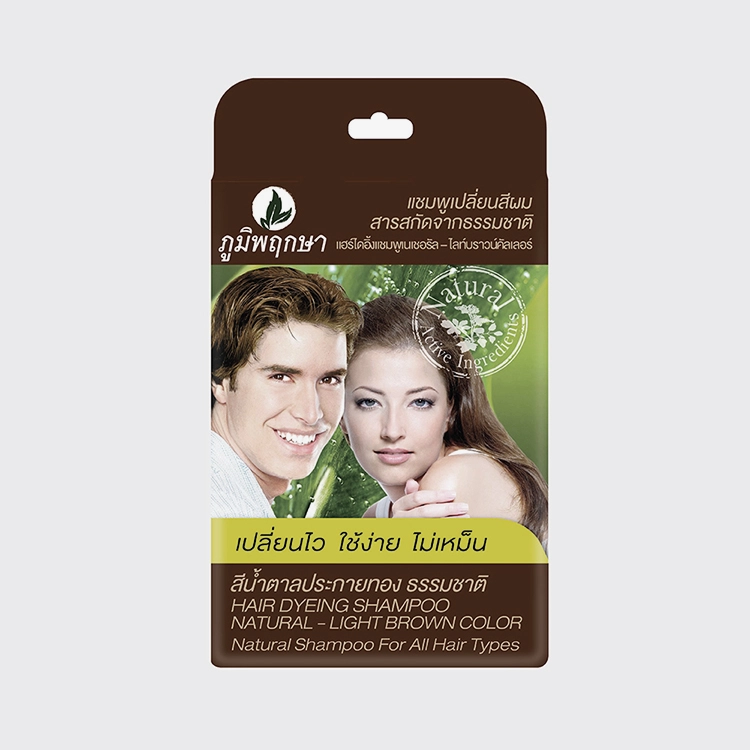 แชมพูเปลี่ยนสีผม
สารสกัดจากธรรมชาติ
ภูมิพฤกษา
แฮร์ไดอิ้งแชมพูเนเชอรัล – ไลท์บราวน์คัลเลอร์
Natural
Active Ingredients
เปลี่ยนไว ใช้ง่าย ไม่เหม็น
สีน้ำตาลประกายทอง ธรรมชาติ
HAIR DYEING SHAMPOO
NATURAL – LIGHT BROWN COLOR
Natural Shampoo For All Hair Types